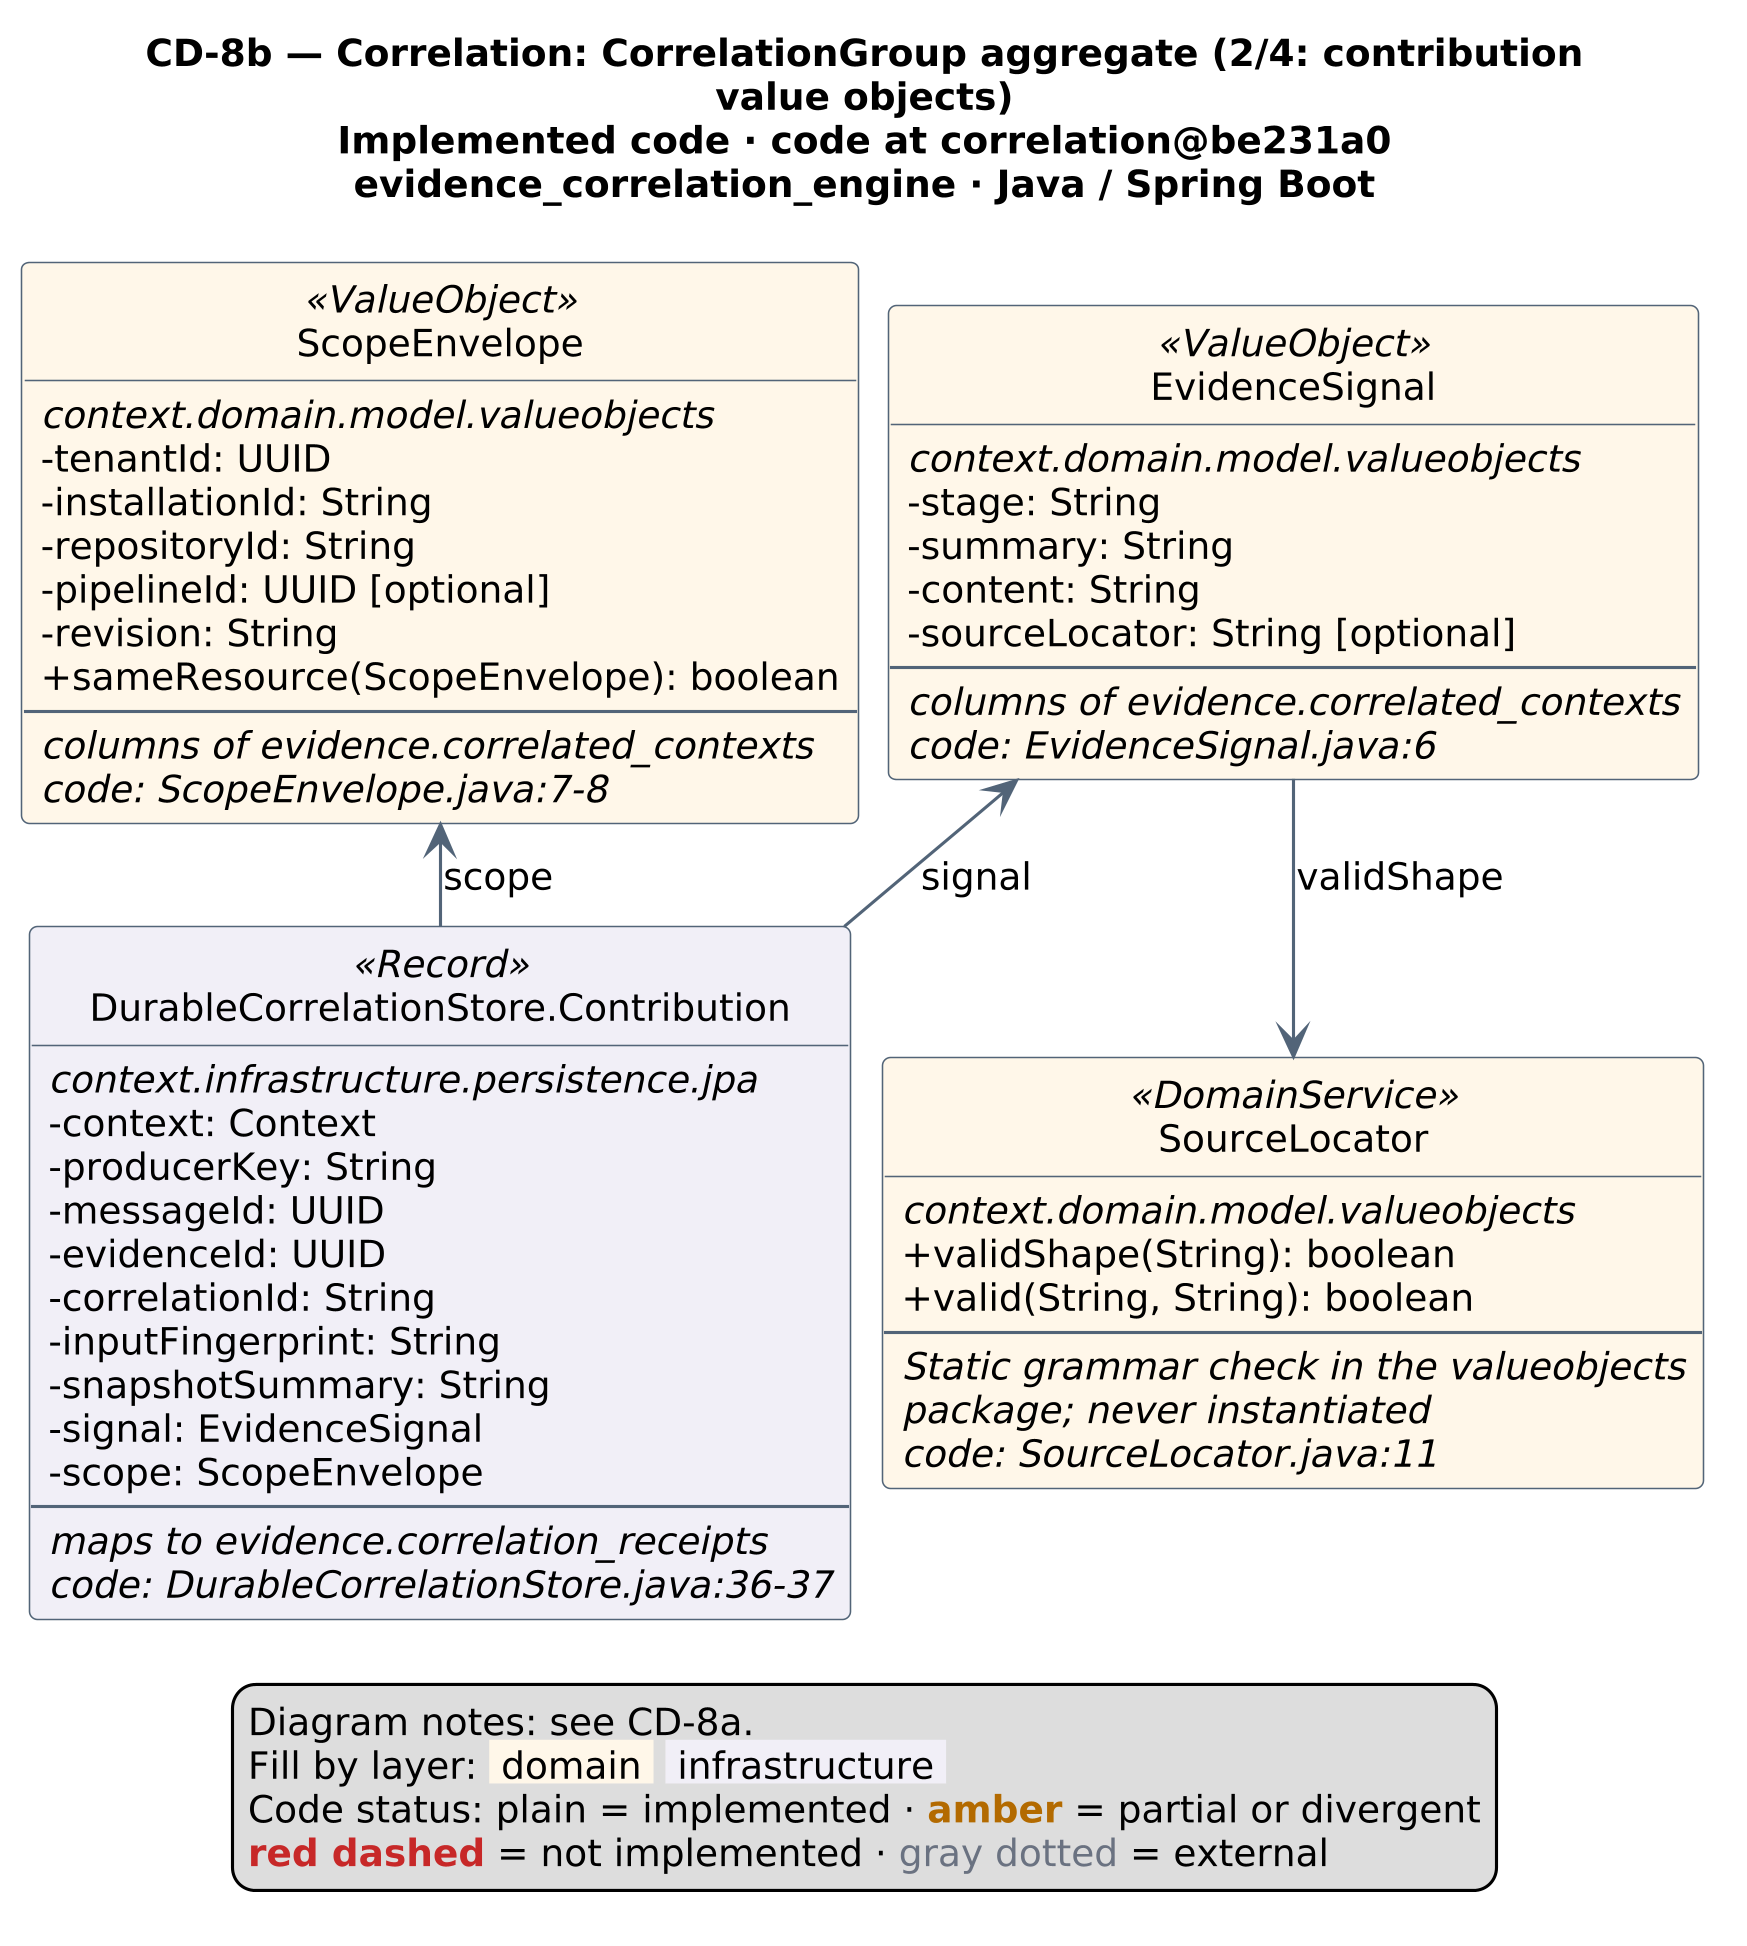 CD-8b — Correlation: CorrelationGroup aggregate (2/4: contribution
value objects)
Implemented code · code at correlation@be231a0
evidence_correlation_engine · Java / Spring Boot
«ValueObject»
ScopeEnvelope
context.domain.model.valueobjects
-tenantId: UUID
-installationId: String
-repositoryId: String
-pipelineId: UUID [optional]
-revision: String
+sameResource(ScopeEnvelope): boolean
columns of evidence.correlated_contexts
code: ScopeEnvelope.java:7-8
«ValueObject»
EvidenceSignal
context.domain.model.valueobjects
-stage: String
-summary: String
-content: String
-sourceLocator: String [optional]
columns of evidence.correlated_contexts
code: EvidenceSignal.java:6
scope
signal
validShape
«Record»
DurableCorrelationStore.Contribution
context.infrastructure.persistence.jpa
-context: Context
-producerKey: String
-messageId: UUID
-evidenceId: UUID
-correlationId: String
-inputFingerprint: String
-snapshotSummary: String
-signal: EvidenceSignal
-scope: ScopeEnvelope
maps to evidence.correlation_receipts
code: DurableCorrelationStore.java:36-37
«DomainService»
SourceLocator
context.domain.model.valueobjects
+validShape(String): boolean
+valid(String, String): boolean
Static grammar check in the valueobjects
package; never instantiated
code: SourceLocator.java:11
Diagram notes: see CD-8a.
Fill by layer: domain infrastructure
Code status: plain = implemented · amber = partial or divergent
red dashed = not implemented · gray dotted = external